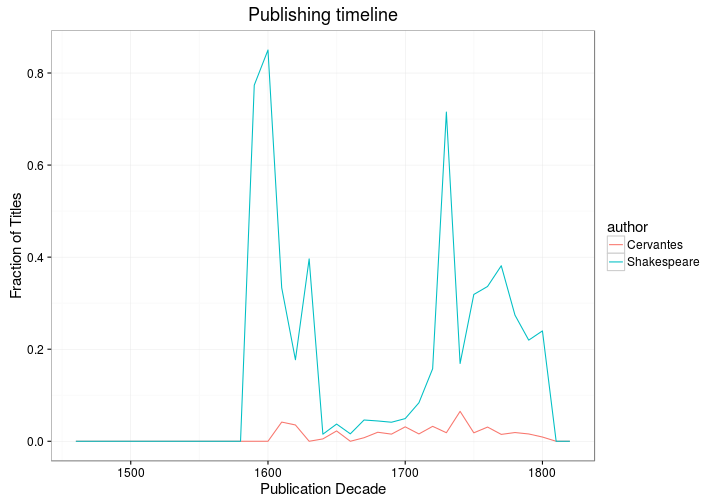 Publishing timeline
Fraction of Titles
0.8
0.6
0.4
0.2
0.0
1500 1600 1700 1800
Publication Decade
author
Cervantes
Shakespeare